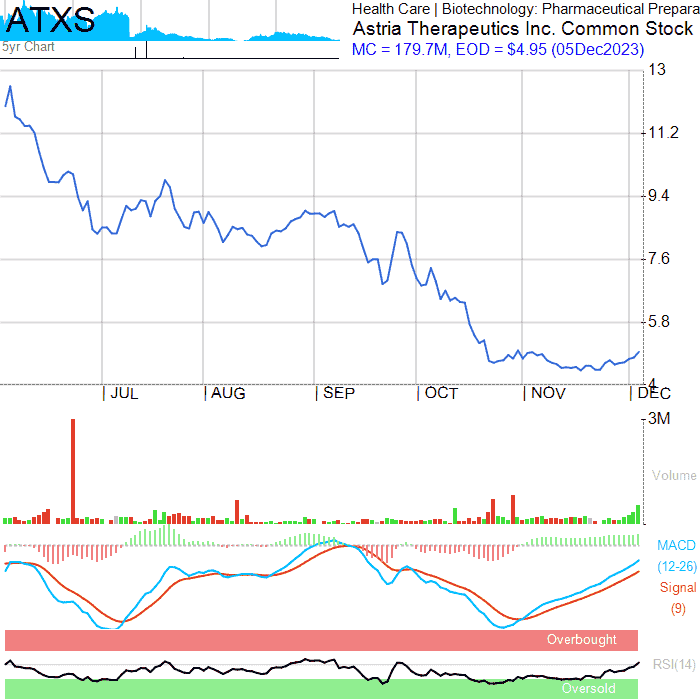 ATXS
5yr Chart
Health Care | Biotechnology: Pharmaceutical Prepara
Astria Therapeutics Inc. Common Stock
MC = 179.7M, EOD = $4.95 (05Dec2023)
13
11.2
9.4
7.6
5.8
4
JUL
AUG
SEP
OCT
NOV
DEC
3M
Volume
MACD
(12-26)
Signal
(9)
Overbought
RSI(14)
Oversold